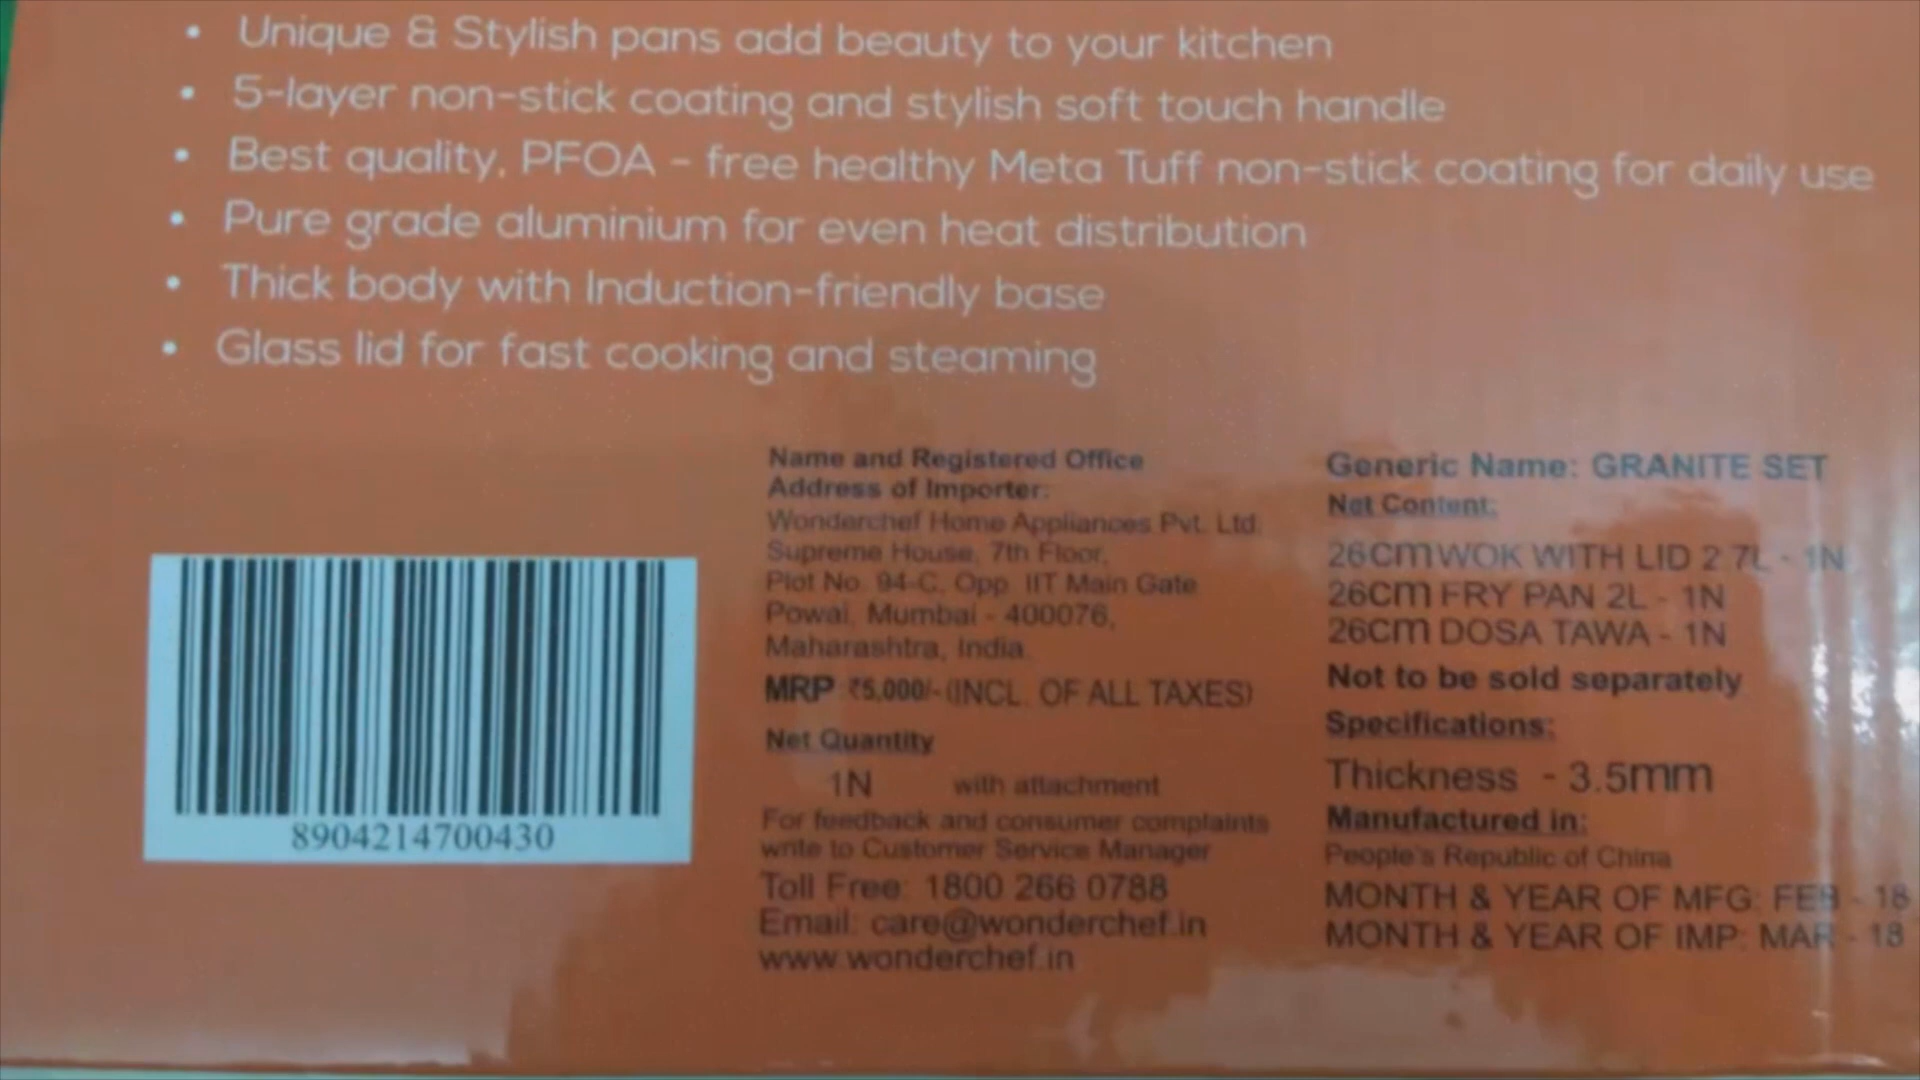 • Unique & Stylish pans add beauty to your kitchen
• 5-layer non-stick coating and stylish soft touch handle
• Best quality, PFOA - free healthy Meta Tuff non-stick coating for daily use
• Pure grade aluminium for even heat distribution
• Thick body with Induction-friendly base
• Glass lid for fast cooking and steaming
8904214700430
Name and Registered Office
Address of Importer:
Wonderchef Home Appliances Pvt. Ltd.
Supreme House, 7th Floor,
Plot No. 94-C, Opp. IIT Main Gate
Powai, Mumbai - 400076,
Maharashtra, India.
MRP ₹5,000/- (INCL. OF ALL TAXES)
Net Quantity
1N with attachment
For feedback and consumer complaints
write to Customer Service Manager
Toll Free: 1800 266 0788
Email: care@wonderchef.in
www.wonderchef.in
Generic Name: GRANITE SET
Net Content:
26cm WOK WITH LID 2.7L - 1N
26cm FRY PAN 2L - 1N
26cm DOSA TAWA - 1N
Not to be sold separately
Specifications:
Thickness - 3.5mm
Manufactured in:
People's Republic of China
MONTH & YEAR OF MFG: FEB - 18
MONTH & YEAR OF IMP: MAR - 18